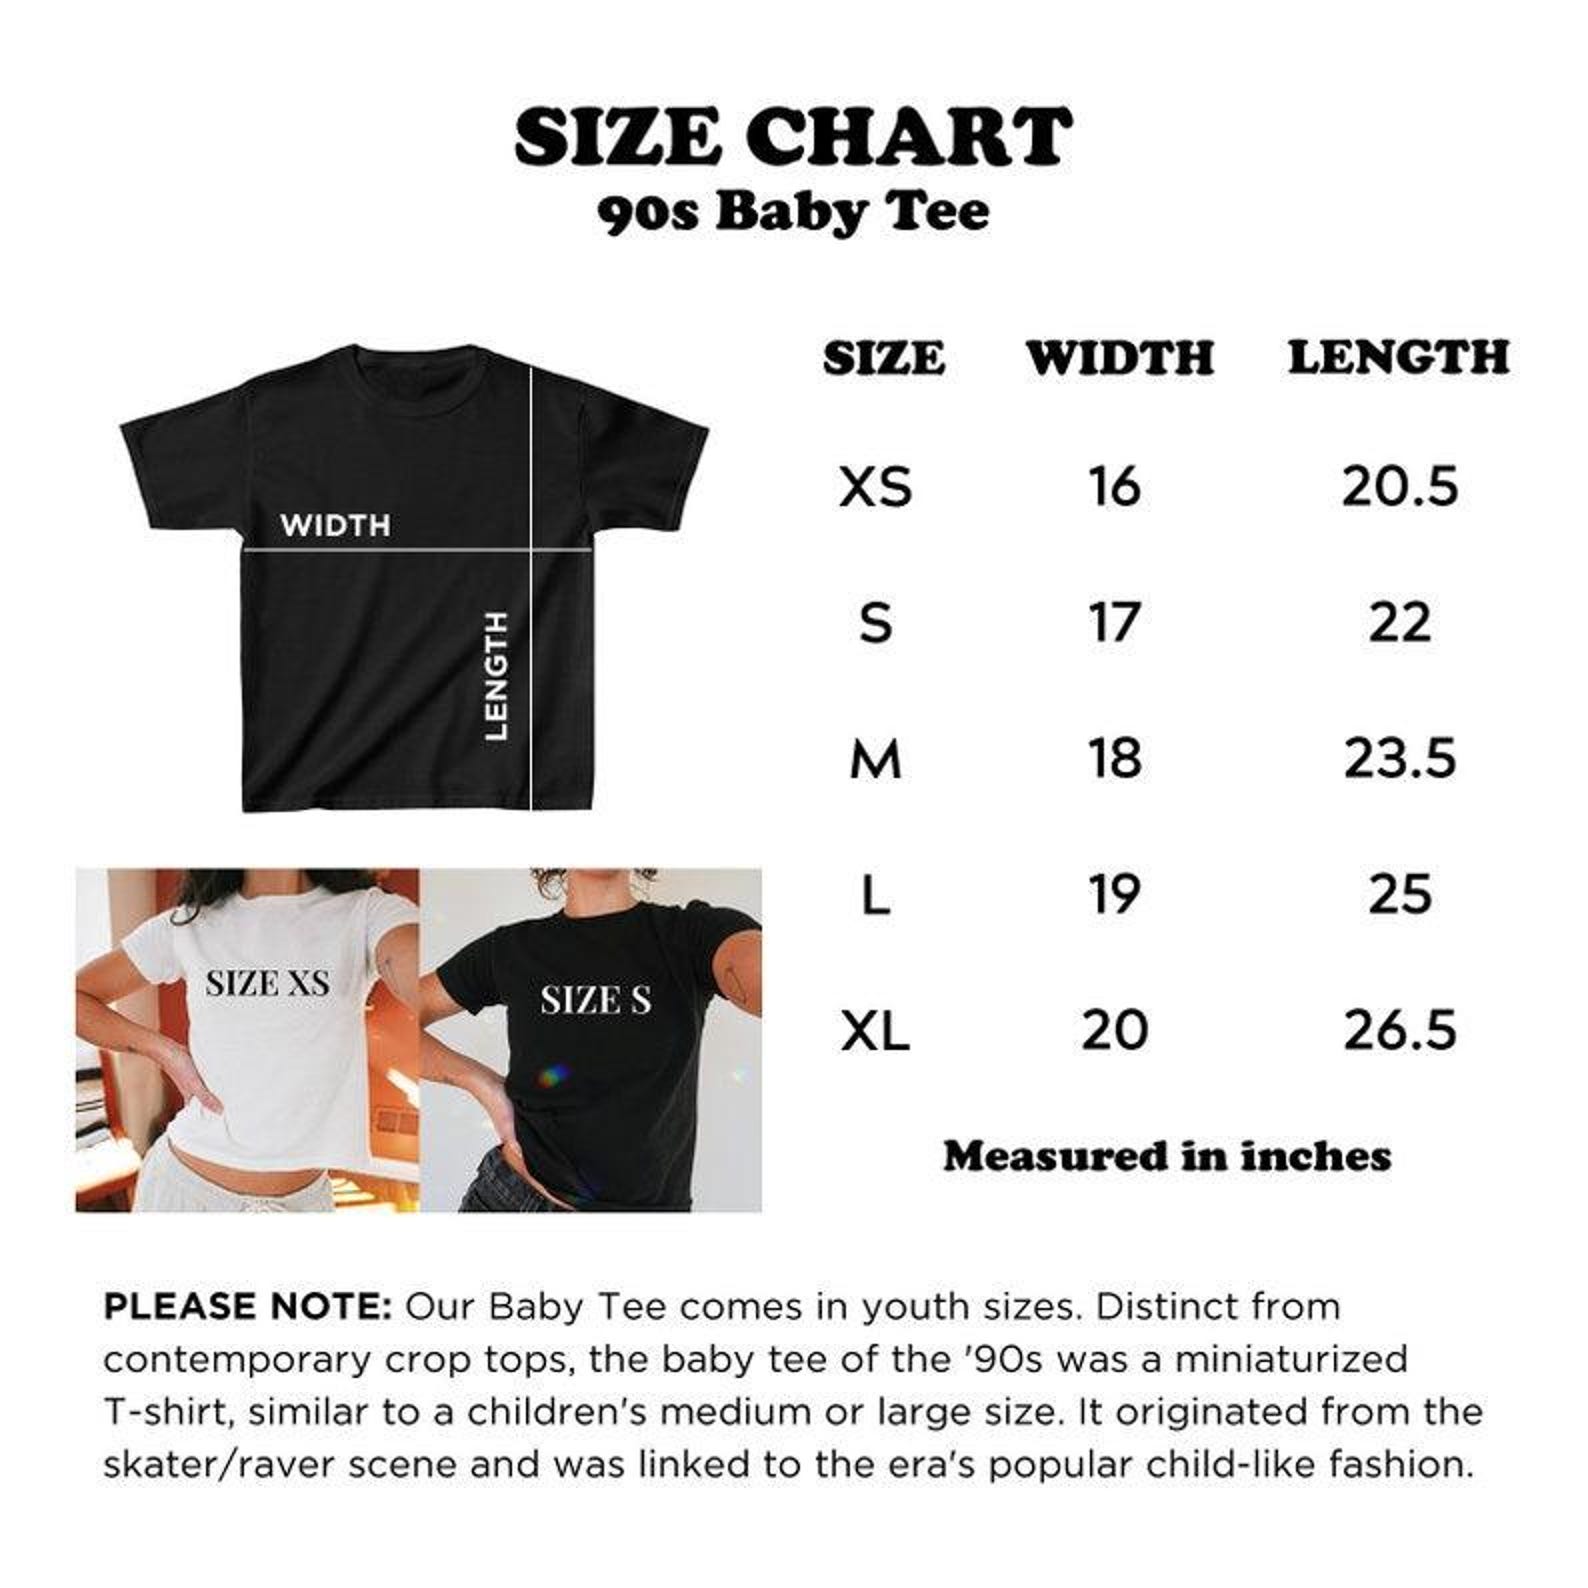 SIZE CHART
90s Baby Tee
SIZE WIDTH LENGTH
XS 16 20.5
S 17 22
M 18 23.5
L 19 25
XL 20 26.5
Measured in inches
WIDTH
LENGTH
SIZE XS
SIZE S
PLEASE NOTE: Our Baby Tee comes in youth sizes. Distinct from
contemporary crop tops, the baby tee of the '90s was a miniaturized
T-shirt, similar to a children's medium or large size. It originated from the
skater/raver scene and was linked to the era's popular child-like fashion.